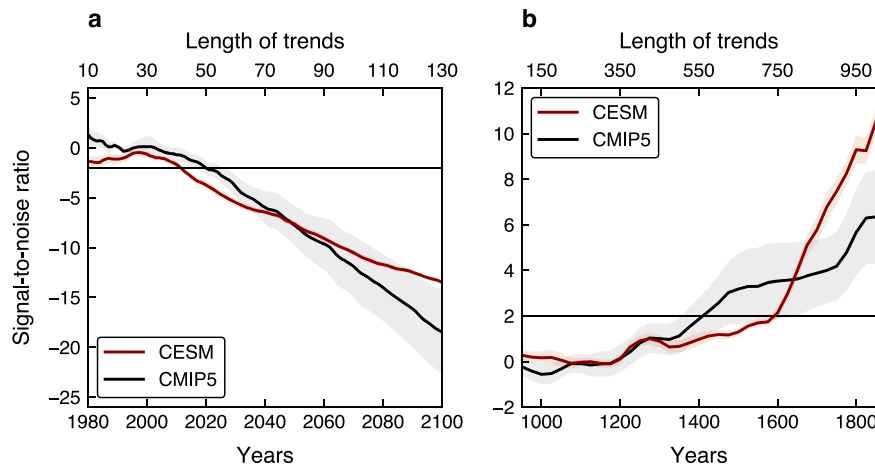 a
Length of trends
10 30 50 70 90 110 130
5
0
−5
−10
−15
−20
−25
Signal-to-noise ratio
CESM
CMIP5
1980 2000 2020 2040 2060 2080 2100
Years
b
Length of trends
150 350 450 550 750 850 950
12
10
8
6
4
2
0
−2
CESM
CMIP5
1000 1200 1400 1600 1800
Years